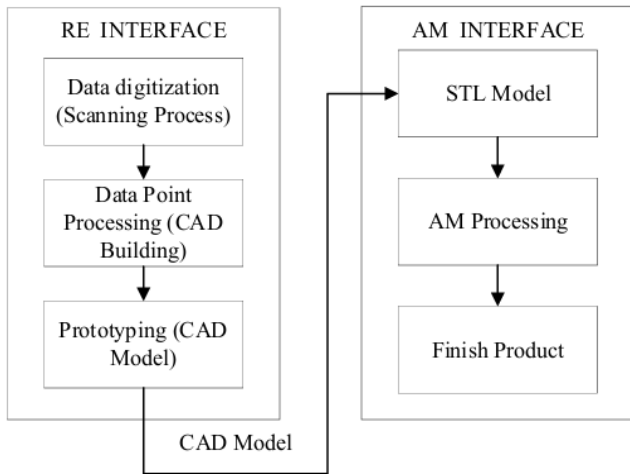 RE INTERFACE
Data digitization
(Scanning Process)
Data Point
Processing (CAD
Building)
Prototyping (CAD
Model)
CAD Model
AM INTERFACE
STL Model
AM Processing
Finish Product